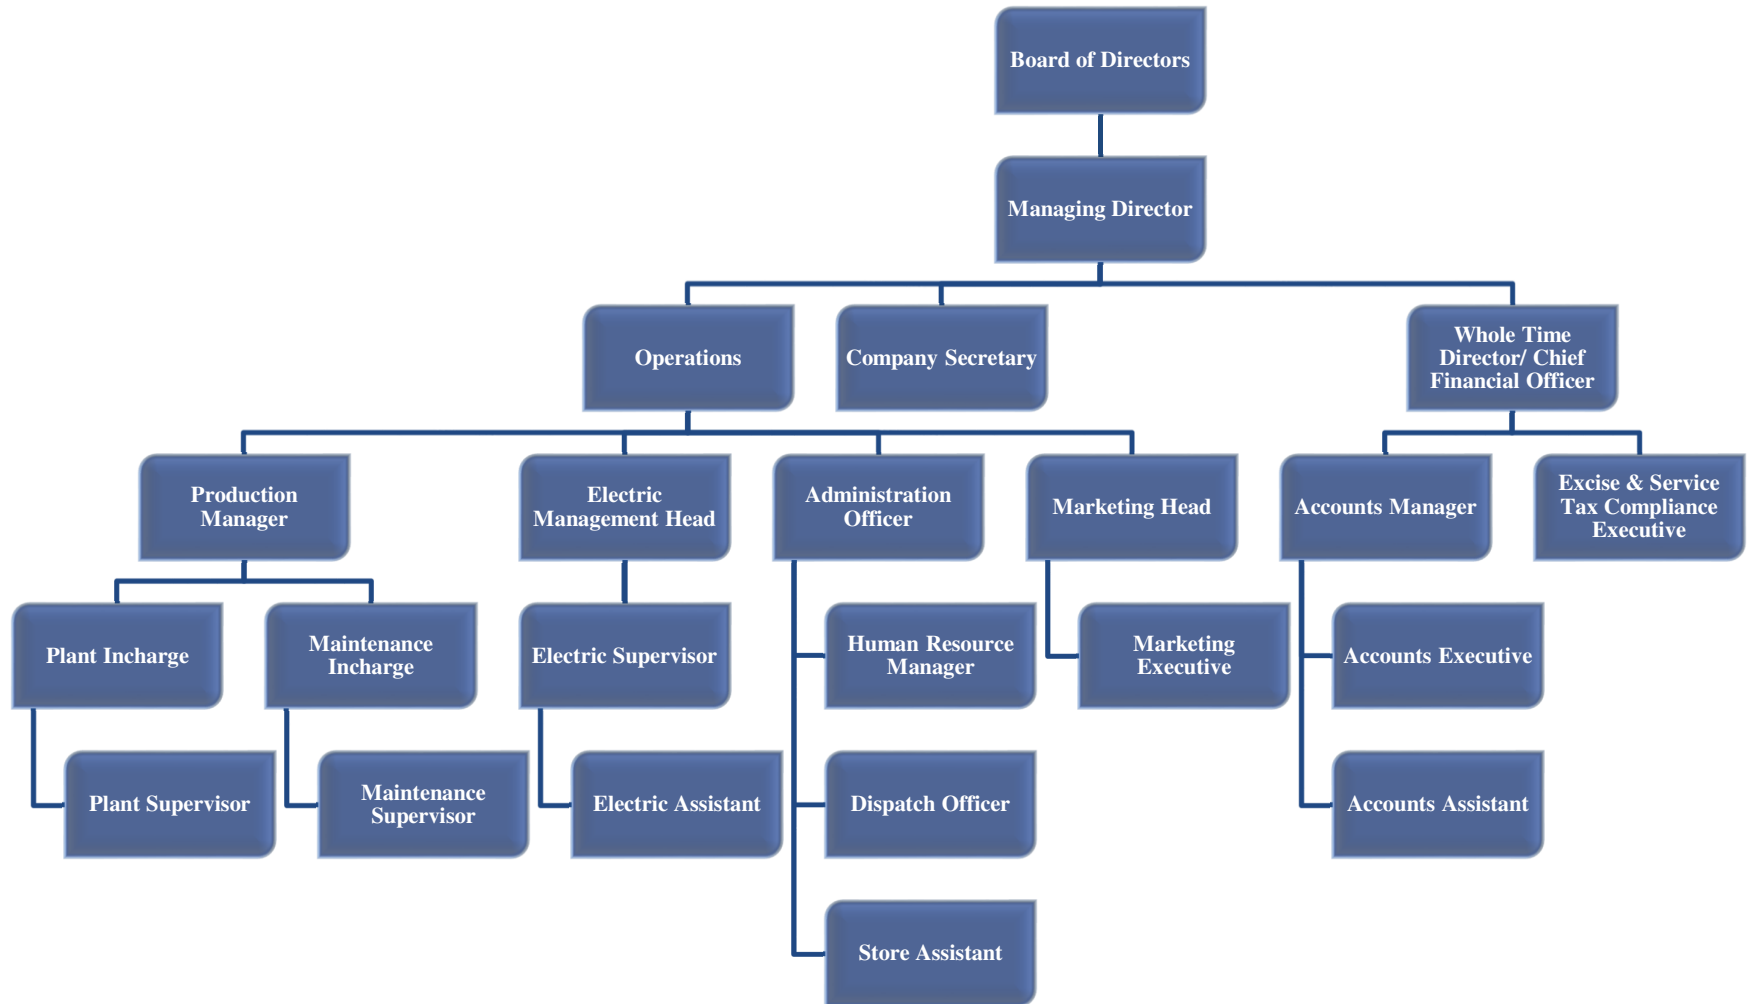 Board of Directors
Managing Director
Operations
Company Secretary
Whole Time
Director/ Chief
Financial Officer
Production
Manager
Electric
Management Head
Administration
Officer
Marketing Head
Accounts Manager
Excise & Service
Tax Compliance
Executive
Plant Incharge
Maintenance
Incharge
Electric Supervisor
Human Resource
Manager
Marketing
Executive
Accounts Executive
Plant Supervisor
Maintenance
Supervisor
Electric Assistant
Dispatch Officer
Accounts Assistant
Store Assistant